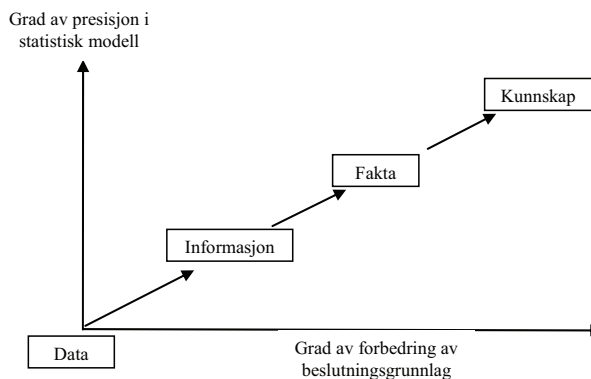 Grad av presisjon i
statistisk modell
Kunnskap
Fakta
Informasjon
Data
Grad av forbedring av
beslutningsgrunnlag